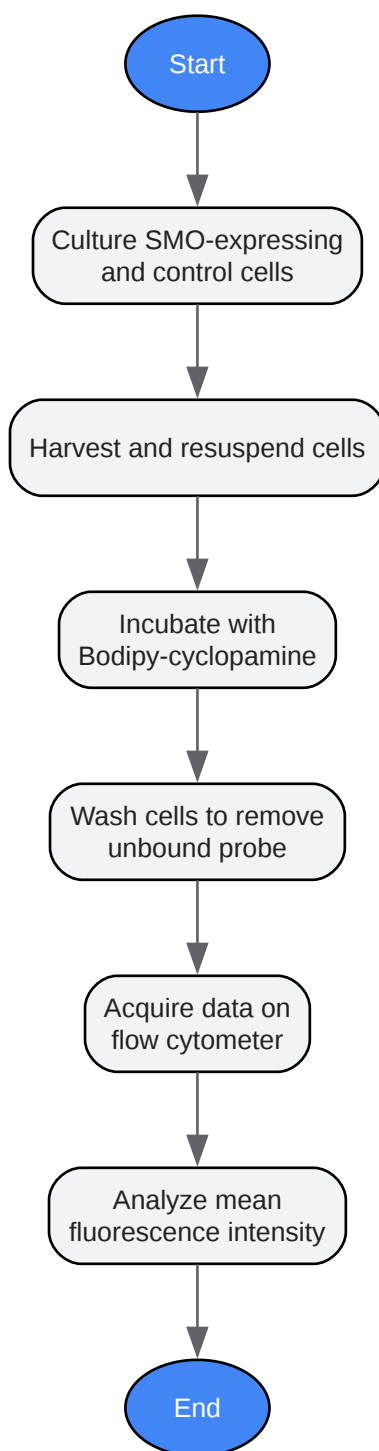 Start
Culture SMO-expressing
and control cells
Harvest and resuspend cells
Incubate with
Bodipy-cyclopamine
Wash cells to remove
unbound probe
Acquire data on
flow cytometer
Analyze mean
fluorescence intensity
End